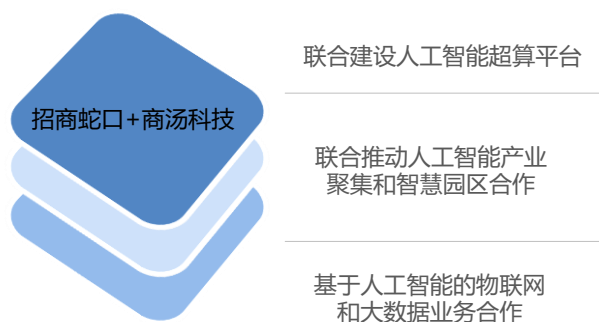 招商蛇口+商汤科技
联合建设人工智能超算平台
联合推动人工智能产业
聚集和智慧园区合作
基于人工智能的物联网
和大数据业务合作